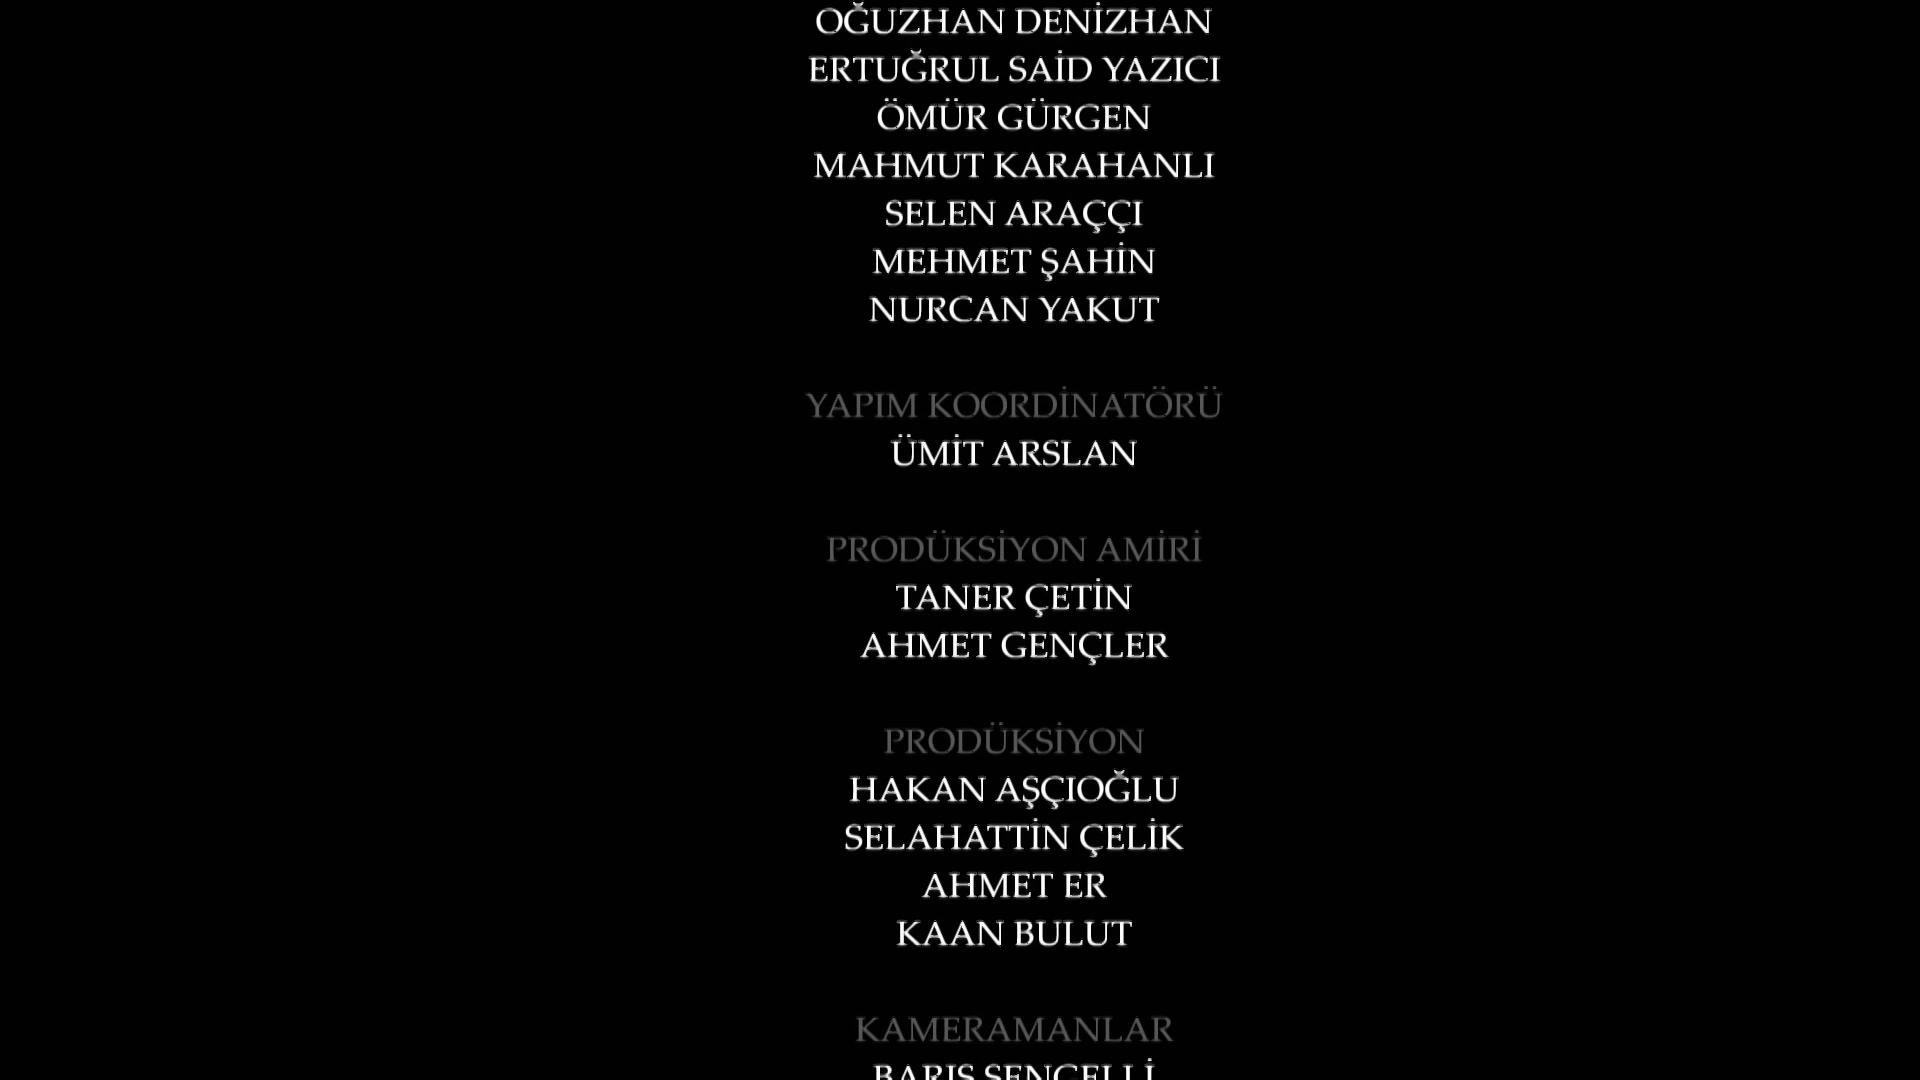 OĞUZHAN DENİZHAN
ERTUĞRUL SAİD YAZICI
ÖMÜR GÜRGEN
MAHMUT KARAHANLI
SELEN ARAÇÇI
MEHMET ŞAHİN
NURCAN YAKUT
YAPIM KOORDİNATÖRÜ
ÜMİT ARSLAN
PRODÜKSİYON AMİRİ
TANER ÇETİN
AHMET GENÇLER
PRODÜKSİYON
HAKAN AŞÇIOĞLU
SELAHATTİN ÇELİK
AHMET ER
KAAN BULUT
KAMERAMANLAR